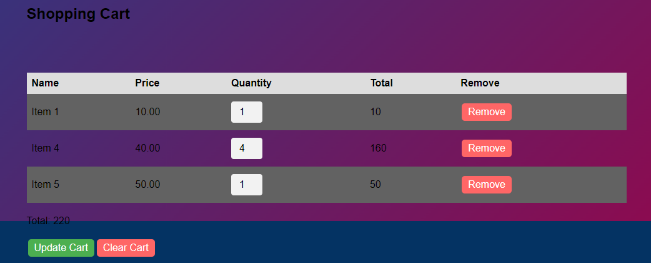 Shopping Cart
Name Price Quantity Total Remove
Item 1 10.00 1 10 Remove
Item 4 40.00 4 160 Remove
Item 5 50.00 1 50 Remove
Total: 220
Update Cart Clear Cart